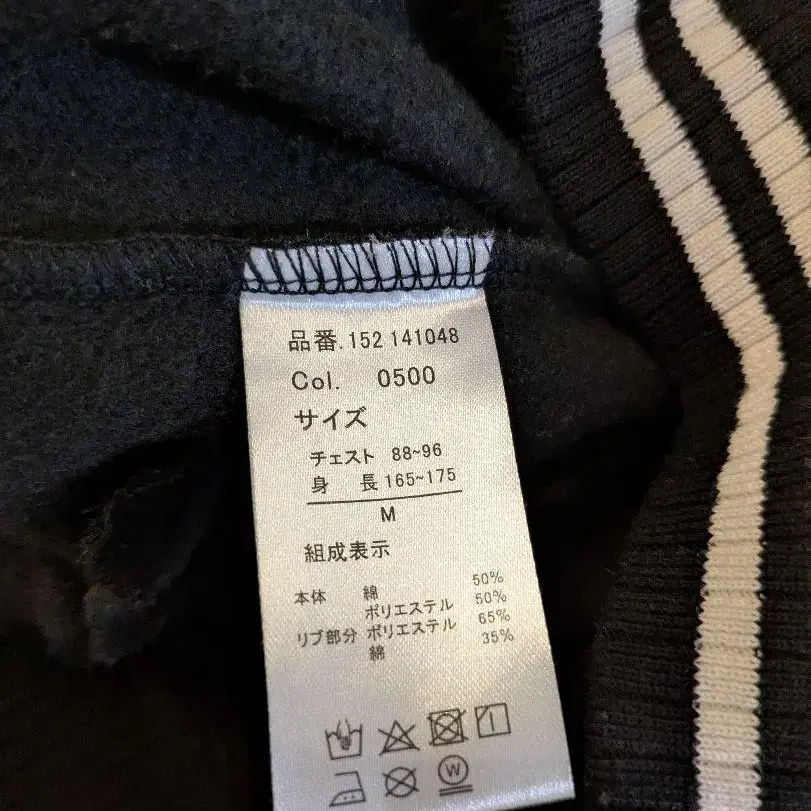 品番.152 141048
Col. 0500
サイズ
チェスト 88~96
身 長 165~175
M
組成表示
本体 綿 50%
ポリエステル 50%
リブ部分 ポリエステル 65%
綿 35%
W